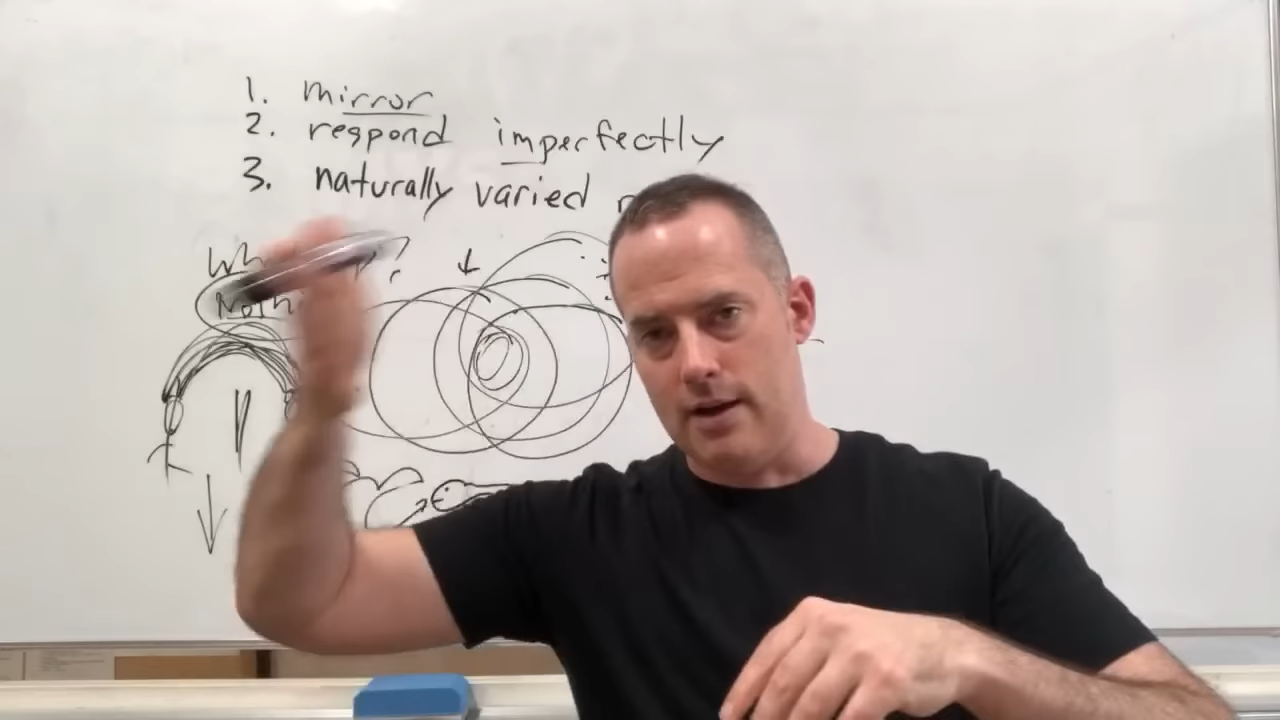 1. mirror
2. respond imperfectly
3. naturally varied